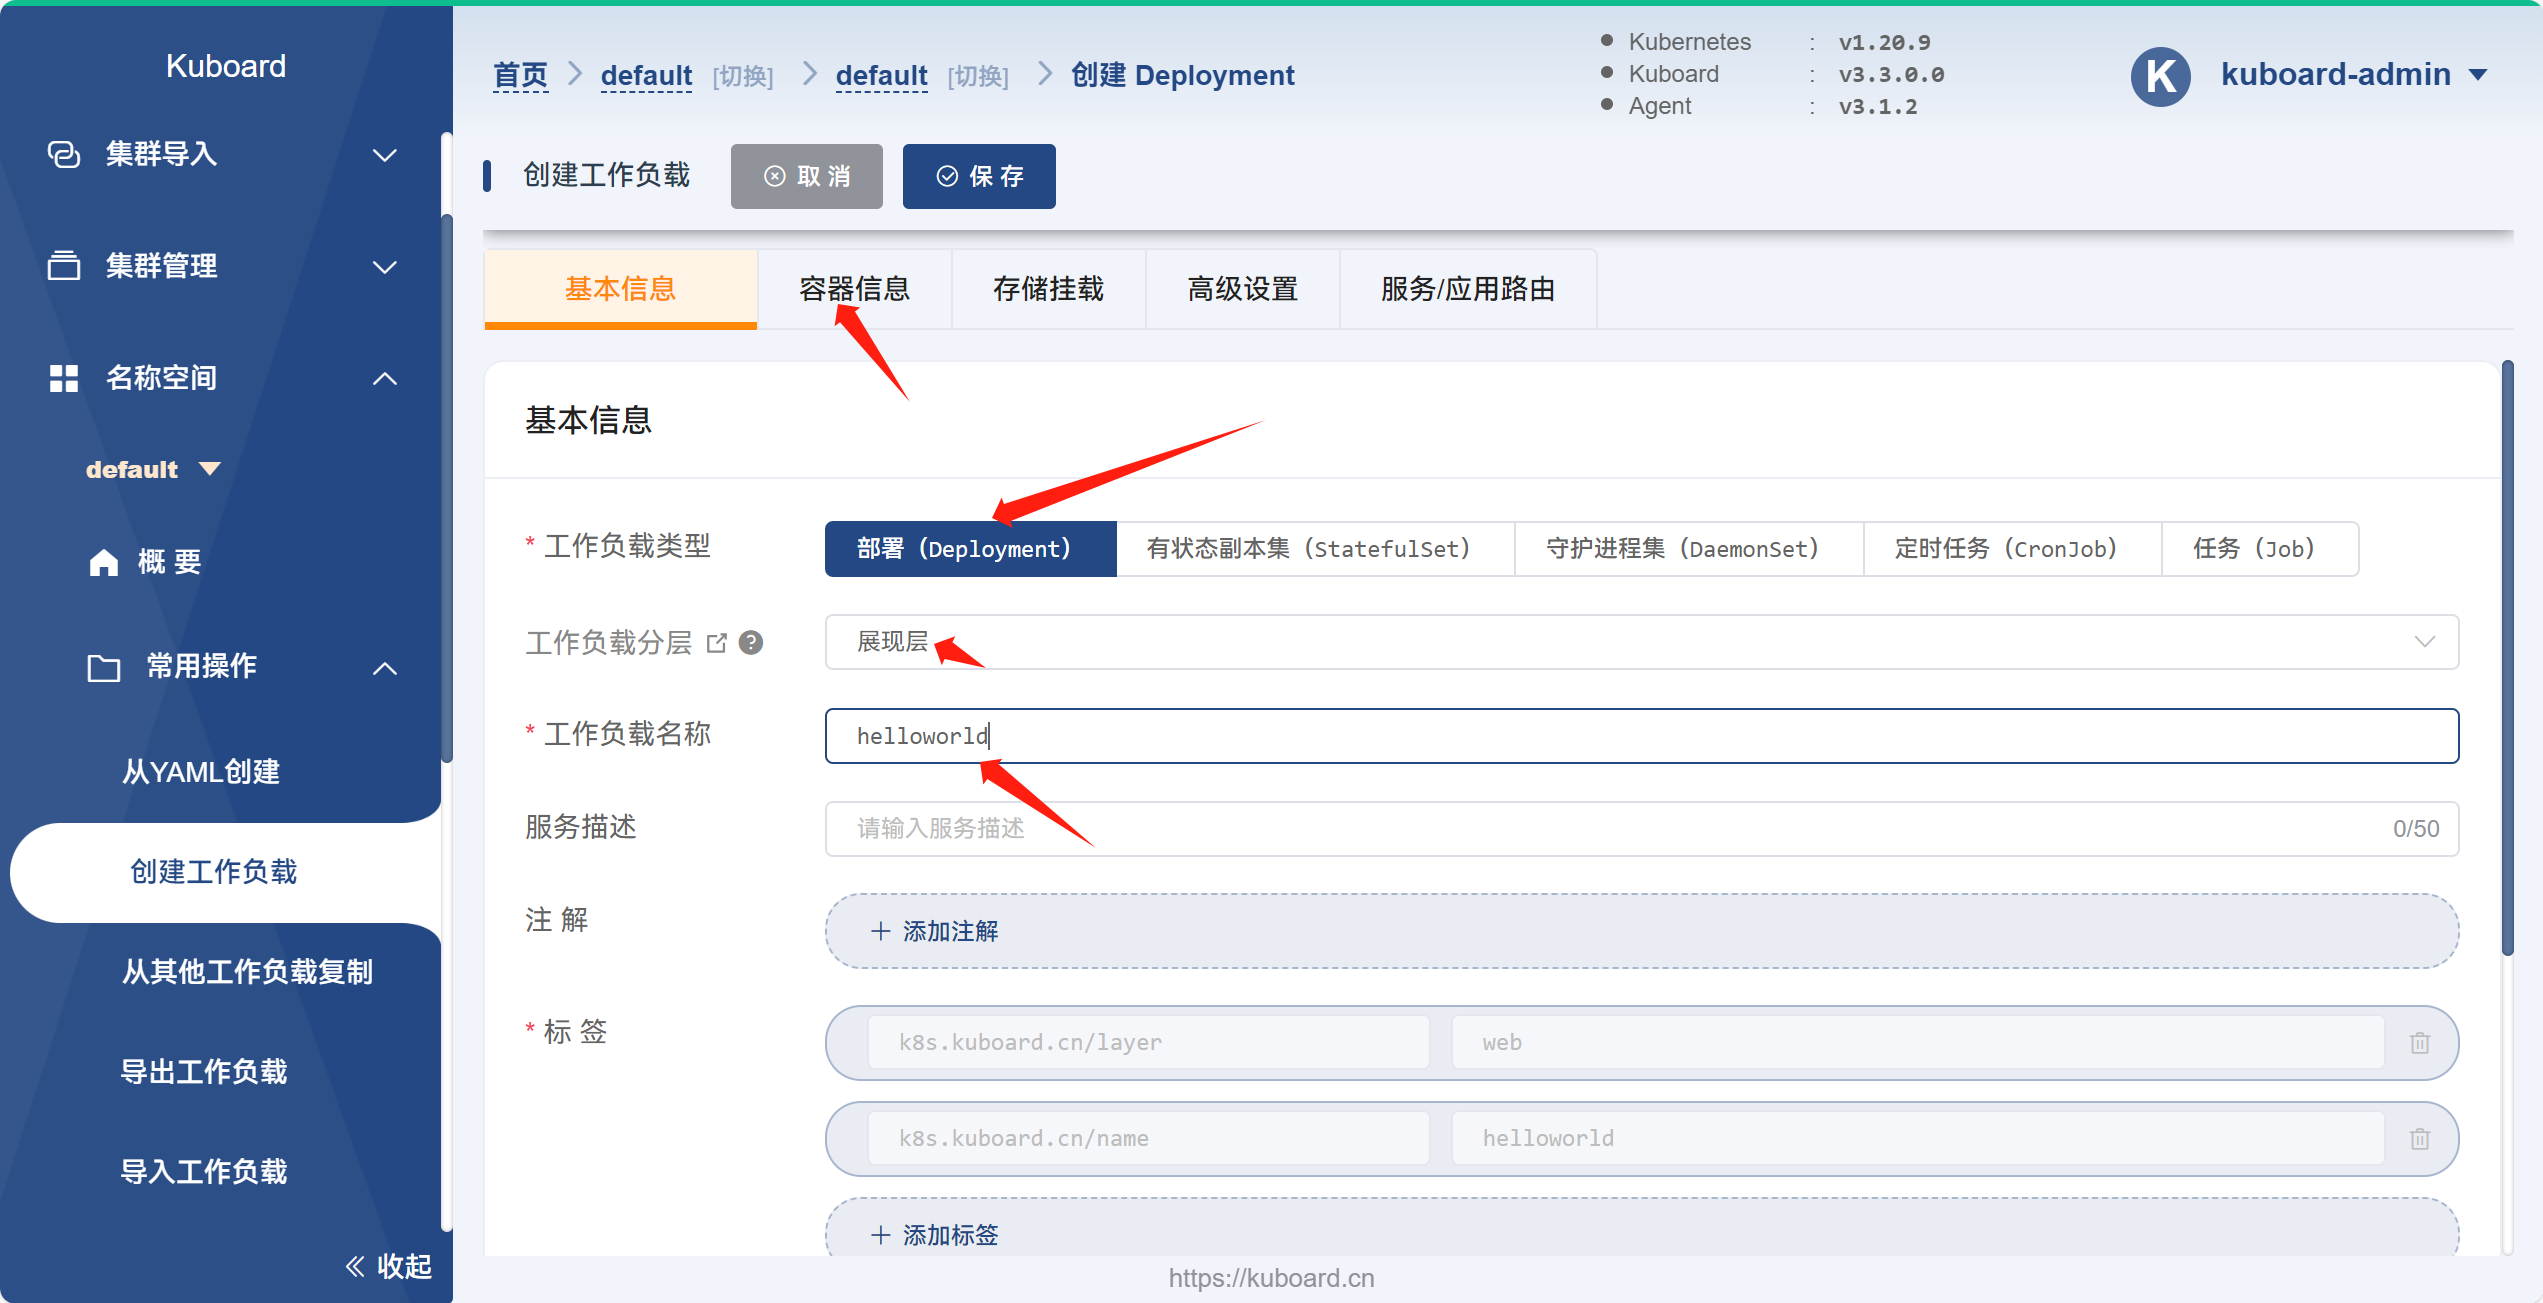 Kuboard
集群导入
集群管理
名称空间
default
概 要
常用操作
从YAML创建
创建工作负载
从其他工作负载复制
导出工作负载
导入工作负载
收起
首页 default [切换] default [切换] 创建 Deployment
Kubernetes : v1.20.9
Kuboard : v3.3.0.0
Agent : v3.1.2
K kuboard-admin
创建工作负载 取 消 保 存
基本信息 容器信息 存储挂载 高级设置 服务/应用路由
基本信息
* 工作负载类型 部署（Deployment） 有状态副本集（StatefulSet） 守护进程集（DaemonSet） 定时任务（CronJob） 任务（Job）
工作负载分层 ? 展现层
* 工作负载名称 helloworld
服务描述 请输入服务描述 0/50
注 解 + 添加注解
* 标 签 k8s.kuboard.cn/layer web
k8s.kuboard.cn/name helloworld
+ 添加标签
https://kuboard.cn